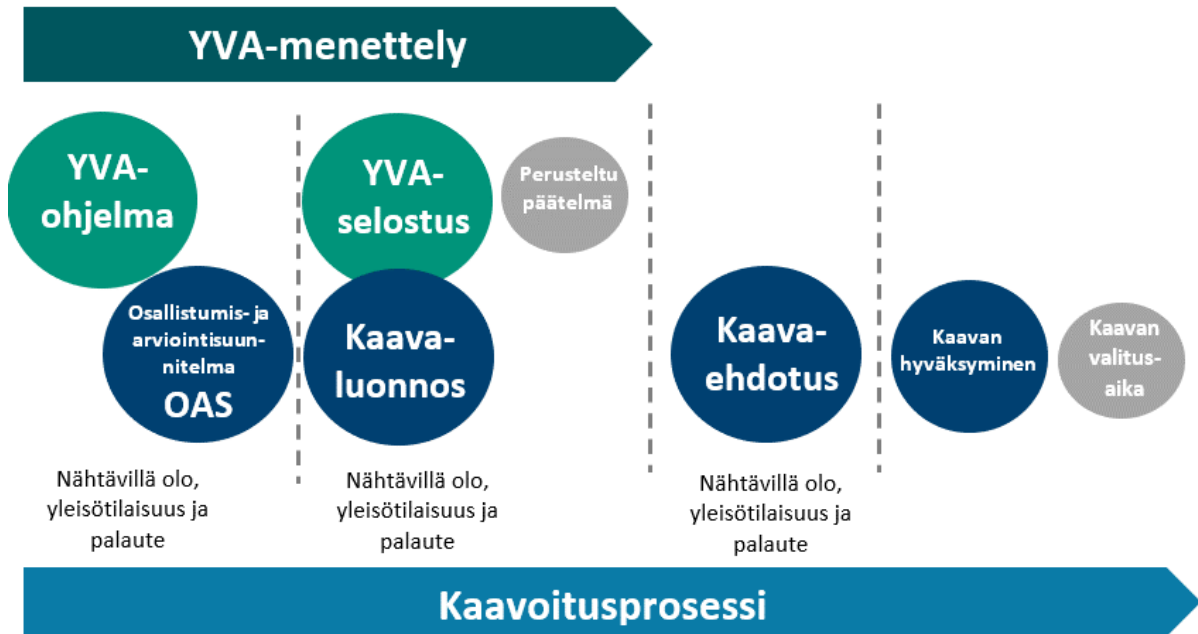 YVA-menettely
YVA-
ohjelma
YVA-
selostus
Perusteltu
päätelmä
Osallistumis- ja
arviointisuun-
nitelma
OAS
Kaava-
luonnos
Kaava-
ehdotus
Kaavan
hyväksyminen
Kaavan
valitus-
aika
Nähtävillä olo,
yleisötilaisuus ja
palaute
Nähtävillä olo,
yleisötilaisuus ja
palaute
Nähtävillä olo,
yleisötilaisuus ja
palaute
Kaavoitusprosessi